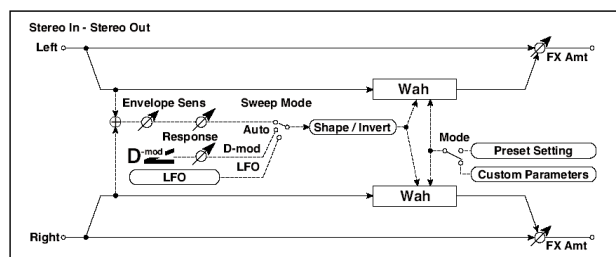 Stereo In - Stereo Out
Left
FX Amt
Wah
Envelope Sens
Sweep Mode
Auto
Shape / Invert
Response
D-mod
D-mod
Mode
Preset Setting
LFO
LFO
Custom Parameters
Wah
Right
FX Amt